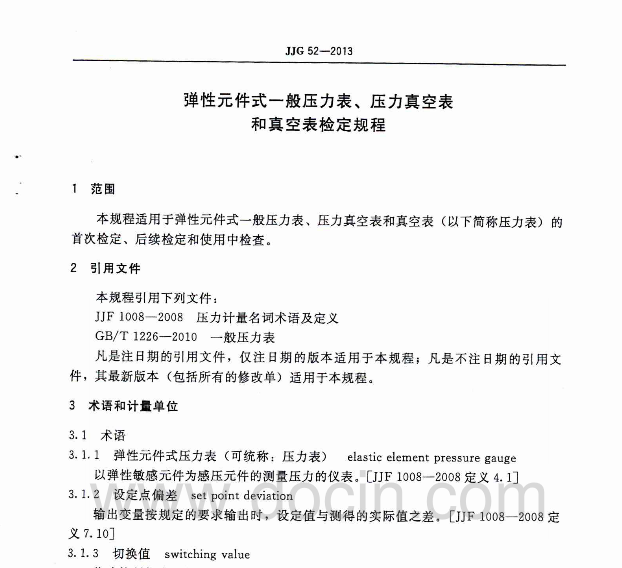 JJG 52—2013
弹性元件式一般压力表、压力真空表
和真空表检定规程
1 范围
本规程适用于弹性元件式一般压力表、压力真空表和真空表（以下简称压力表）的
首次检定、后续检定和使用中检查。
2 引用文件
本规程引用下列文件：
JJF 1008—2008 压力计量名词术语及定义
GB/T 1226—2010 一般压力表
凡是注日期的引用文件，仅注日期的版本适用于本规程；凡是不注日期的引用文
件，其最新版本（包括所有的修改单）适用于本规程。
3 术语和计量单位
3.1 术语
3.1.1 弹性元件式压力表（可统称：压力表） elastic element pressure gauge
以弹性敏感元件为感压元件的测量压力的仪表。[JJF 1008—2008 定义 4.1]
www.docin.com
3.1.2 设定点偏差 set point deviation
输出变量按规定的要求输出时，设定值与测得的实际值之差。[JJF 1008—2008 定
义 7.10]
3.1.3 切换值 switching value